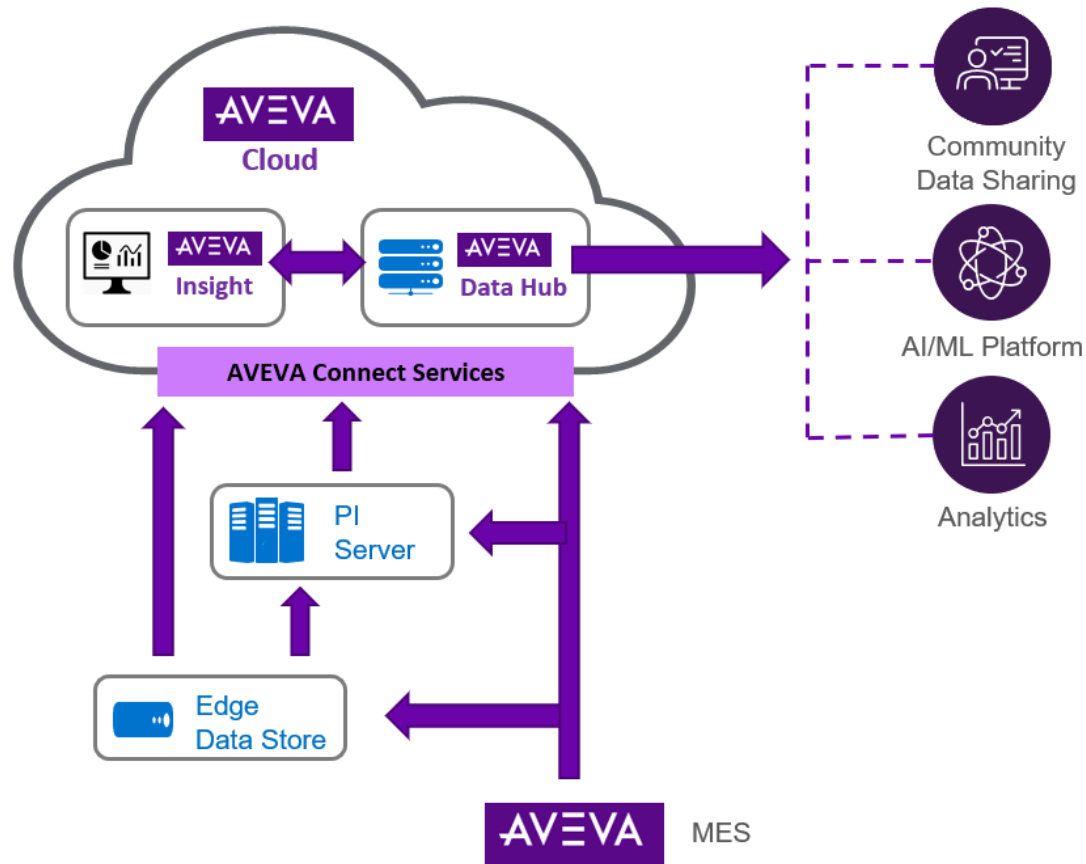 AVEVA
Cloud
AVEVA
Insight
AVEVA
Data Hub
AVEVA Connect Services
PI
Server
Edge
Data Store
AVEVA MES
Community
Data Sharing
AI/ML Platform
Analytics